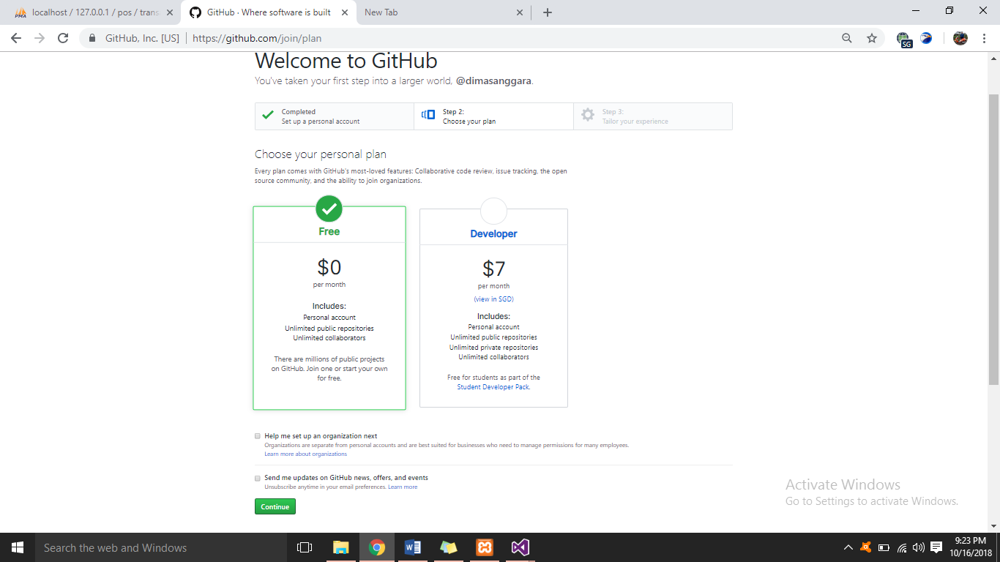 localhost / 127.0.0.1 / pos / trans
GitHub · Where software is built
New Tab
GitHub, Inc. [US] | https://github.com/join/plan
SG
Welcome to GitHub
You've taken your first step into a larger world, @dimasanggara.
Completed
Set up a personal account
Step 2:
Choose your plan
Step 3:
Tailor your experience
Choose your personal plan
Every plan comes with GitHub's most-loved features: Collaborative code review, issue tracking, the open
source community, and the ability to join organizations.
Free
$0
per month
Includes:
Personal account
Unlimited public repositories
Unlimited collaborators
There are millions of public projects
on GitHub. Join one or start your own
for free.
Developer
$7
per month
(view in SGD)
Includes:
Personal account
Unlimited public repositories
Unlimited private repositories
Unlimited collaborators
Free for students as part of the
Student Developer Pack.
Help me set up an organization next
Organizations are separate from personal accounts and are best suited for businesses who need to manage permissions for many employees.
Learn more about organizations
Send me updates on GitHub news, offers, and events
Unsubscribe anytime in your email preferences. Learn more
Continue
Activate Windows
Go to Settings to activate Windows.
Search the web and Windows
9:23 PM
10/16/2018